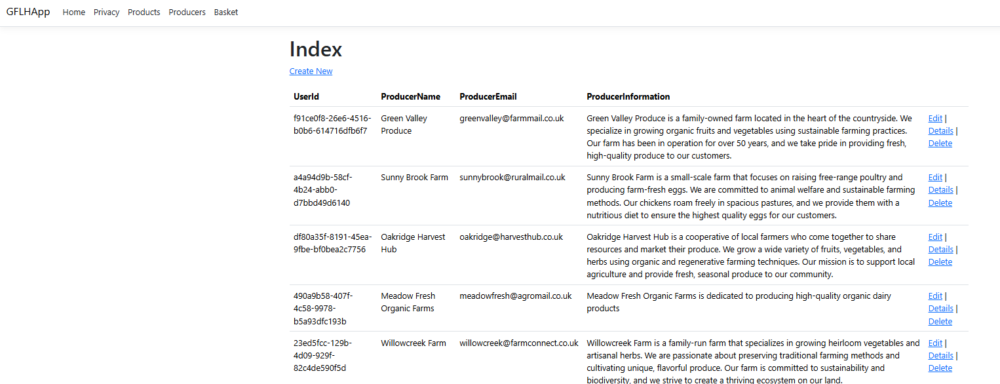 GFLHApp Home Privacy Products Producers Basket
Index
Create New
UserId ProducerName ProducerEmail ProducerInformation
f91ce0f8-26e6-4516-
b0b6-614716dfb6f7
Green Valley
Produce
greenvalley@farmmail.co.uk
Green Valley Produce is a family-owned farm located in the heart of the countryside. We
specialize in growing organic fruits and vegetables using sustainable farming practices.
Our farm has been in operation for over 50 years, and we take pride in providing fresh,
high-quality produce to our customers.
Edit |
Details |
Delete
a4a94d9b-58cf-
4b24-abb0-
d7bbd49d6140
Sunny Brook Farm
sunnybrook@ruralmail.co.uk
Sunny Brook Farm is a small-scale farm that focuses on raising free-range poultry and
producing farm-fresh eggs. We are committed to animal welfare and sustainable farming
methods. Our chickens roam freely in spacious pastures, and we provide them with a
nutritious diet to ensure the highest quality eggs for our customers.
Edit |
Details |
Delete
df80a35f-8191-45ea-
9fbe-bf0bea2c7756
Oakridge Harvest
Hub
oakridge@harvesthub.co.uk
Oakridge Harvest Hub is a cooperative of local farmers who come together to share
resources and market their produce. We grow a wide variety of fruits, vegetables, and
herbs using organic and regenerative farming techniques. Our mission is to support local
agriculture and provide fresh, seasonal produce to our community.
Edit |
Details |
Delete
490a9b58-407f-
4c58-9978-
b5a93dfc193b
Meadow Fresh
Organic Farms
meadowfresh@agromail.co.uk
Meadow Fresh Organic Farms is dedicated to producing high-quality organic dairy
products
Edit |
Details |
Delete
23ed5fcc-129b-
4d09-929f-
82c4de590f5d
Willowcreek Farm
willowcreek@farmconnect.co.uk
Willowcreek Farm is a family-run farm that specializes in growing heirloom vegetables and
artisanal herbs. We are passionate about preserving traditional farming methods and
cultivating unique, flavorful produce. Our farm is committed to sustainability and
biodiversity, and we strive to create a thriving ecosystem on our land.
Edit |
Details |
Delete